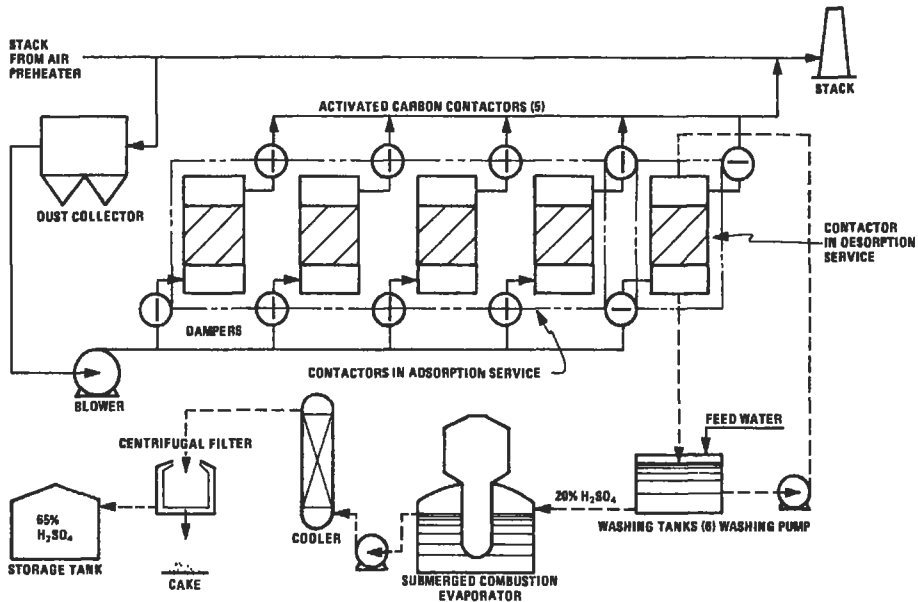 STACK
FROM AIR
PREHEATER
STACK
ACTIVATED CARBON CONTACTORS (5)
DUST COLLECTOR
CONTACTOR
IN DESORPTION
SERVICE
DAMPERS
CONTACTORS IN ADSORPTION SERVICE
BLOWER
CENTRIFUGAL FILTER
FEED WATER
20% H₂SO₄
65%
H₂SO₄
WASHING TANKS (6) WASHING PUMP
COOLER
STORAGE TANK
CAKE
SUBMERGED COMBUSTION
EVAPORATOR